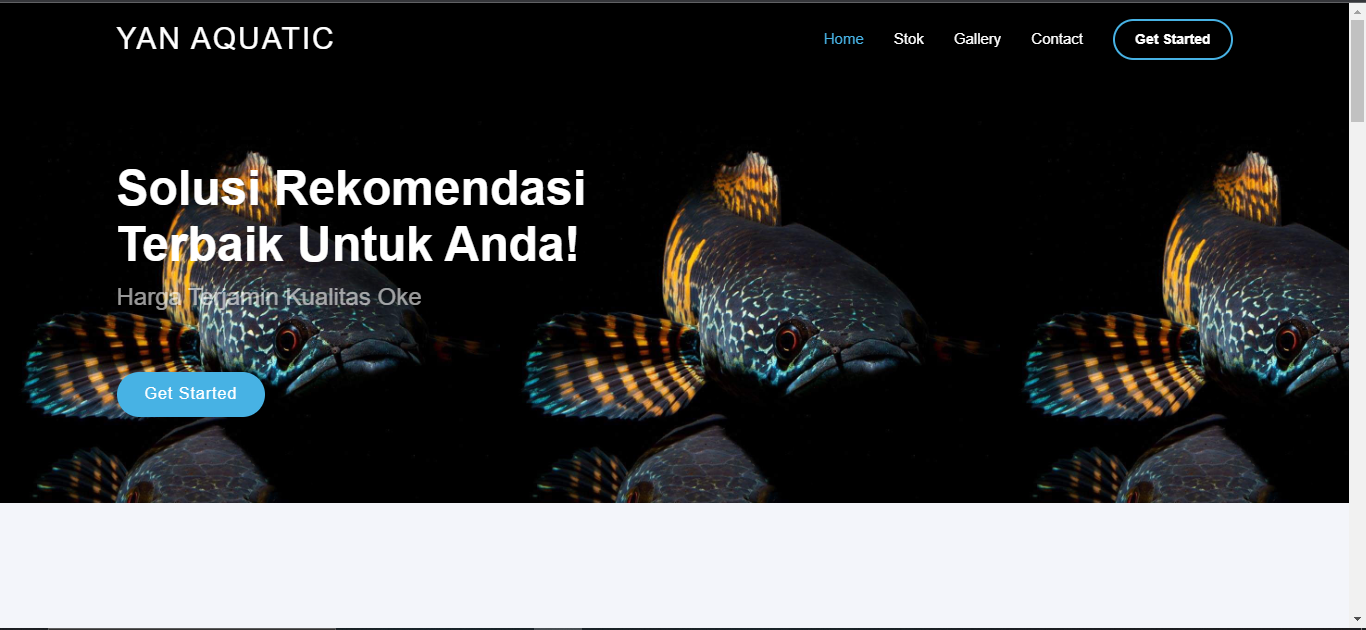 YAN AQUATIC
Home
Stok
Gallery
Contact
Get Started
Solusi Rekomendasi
Terbaik Untuk Anda!
Harga Terjamin Kualitas Oke
Get Started